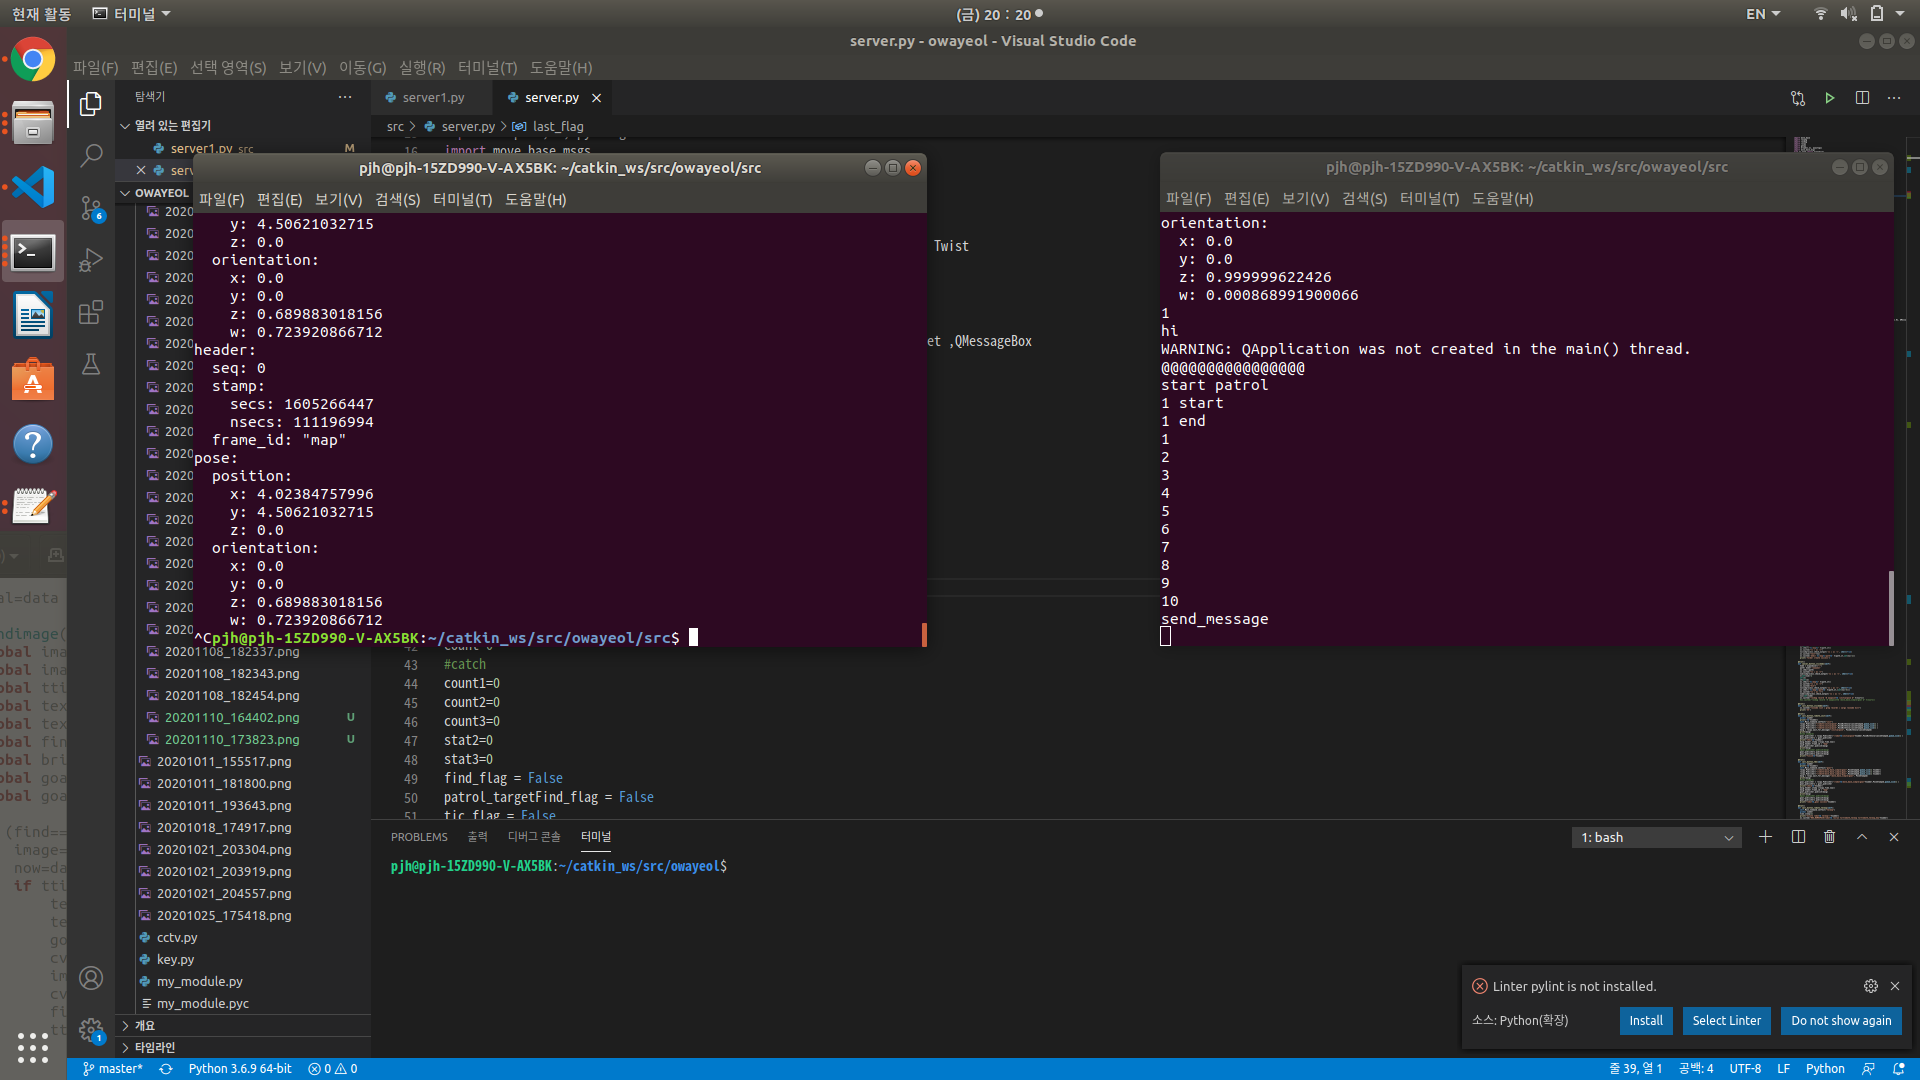 현재 활동
터미널
(금) 20 : 20
EN
server.py - owayeol - Visual Studio Code
파일(F) 편집(E) 선택 영역(S) 보기(V) 이동(G) 실행(R) 터미널(T) 도움말(H)
탐색기
server1.py
server.py
src > server.py > last_flag
열려 있는 편집기
server1.py src M
OWAYEOL
pjh@pjh-15ZD990-V-AX5BK: ~/catkin_ws/src/owayeol/src
파일(F) 편집(E) 보기(V) 검색(S) 터미널(T) 도움말(H)
y: 4.50621032715
z: 0.0
orientation:
x: 0.0
y: 0.0
z: 0.689883018156
w: 0.723920866712
header:
seq: 0
stamp:
secs: 1605266447
nsecs: 111196994
frame_id: "map"
pose:
position:
x: 4.02384757996
y: 4.50621032715
z: 0.0
orientation:
x: 0.0
y: 0.0
z: 0.689883018156
w: 0.723920866712
^Cpjh@pjh-15ZD990-V-AX5BK:~/catkin_ws/src/owayeol/src$
Twist
et ,QMessageBox
pjh@pjh-15ZD990-V-AX5BK: ~/catkin_ws/src/owayeol/src
파일(F) 편집(E) 보기(V) 검색(S) 터미널(T) 도움말(H)
orientation:
x: 0.0
y: 0.0
z: 0.999999622426
w: 0.000868991900066
1
hi
WARNING: QApplication was not created in the main() thread.
@@@@@@@@@@@@@@@@
start patrol
1 start
1 end
1
2
3
4
5
6
7
8
9
10
send_message
20201108_182337.png
20201108_182343.png
20201108_182454.png
20201110_164402.png U
20201110_173823.png U
20201011_155517.png
20201011_181800.png
20201011_193643.png
20201018_174917.png
20201021_203304.png
20201021_203919.png
20201021_204557.png
20201025_175418.png
cctv.py
key.py
my_module.py
my_module.pyc
개요
타임라인
43 #catch
44 count1=0
45 count2=0
46 count3=0
47 stat2=0
48 stat3=0
49 find_flag = False
50 patrol_targetFind_flag = False
51 tic_flag = False
PROBLEMS 출력 디버그 콘솔 터미널
1: bash
pjh@pjh-15ZD990-V-AX5BK:~/catkin_ws/src/owayeol$
Linter pylint is not installed.
소스: Python(확장)
Install
Select Linter
Do not show again
master* Python 3.6.9 64-bit 0 0
줄 39, 열 1 공백: 4 UTF-8 LF Python